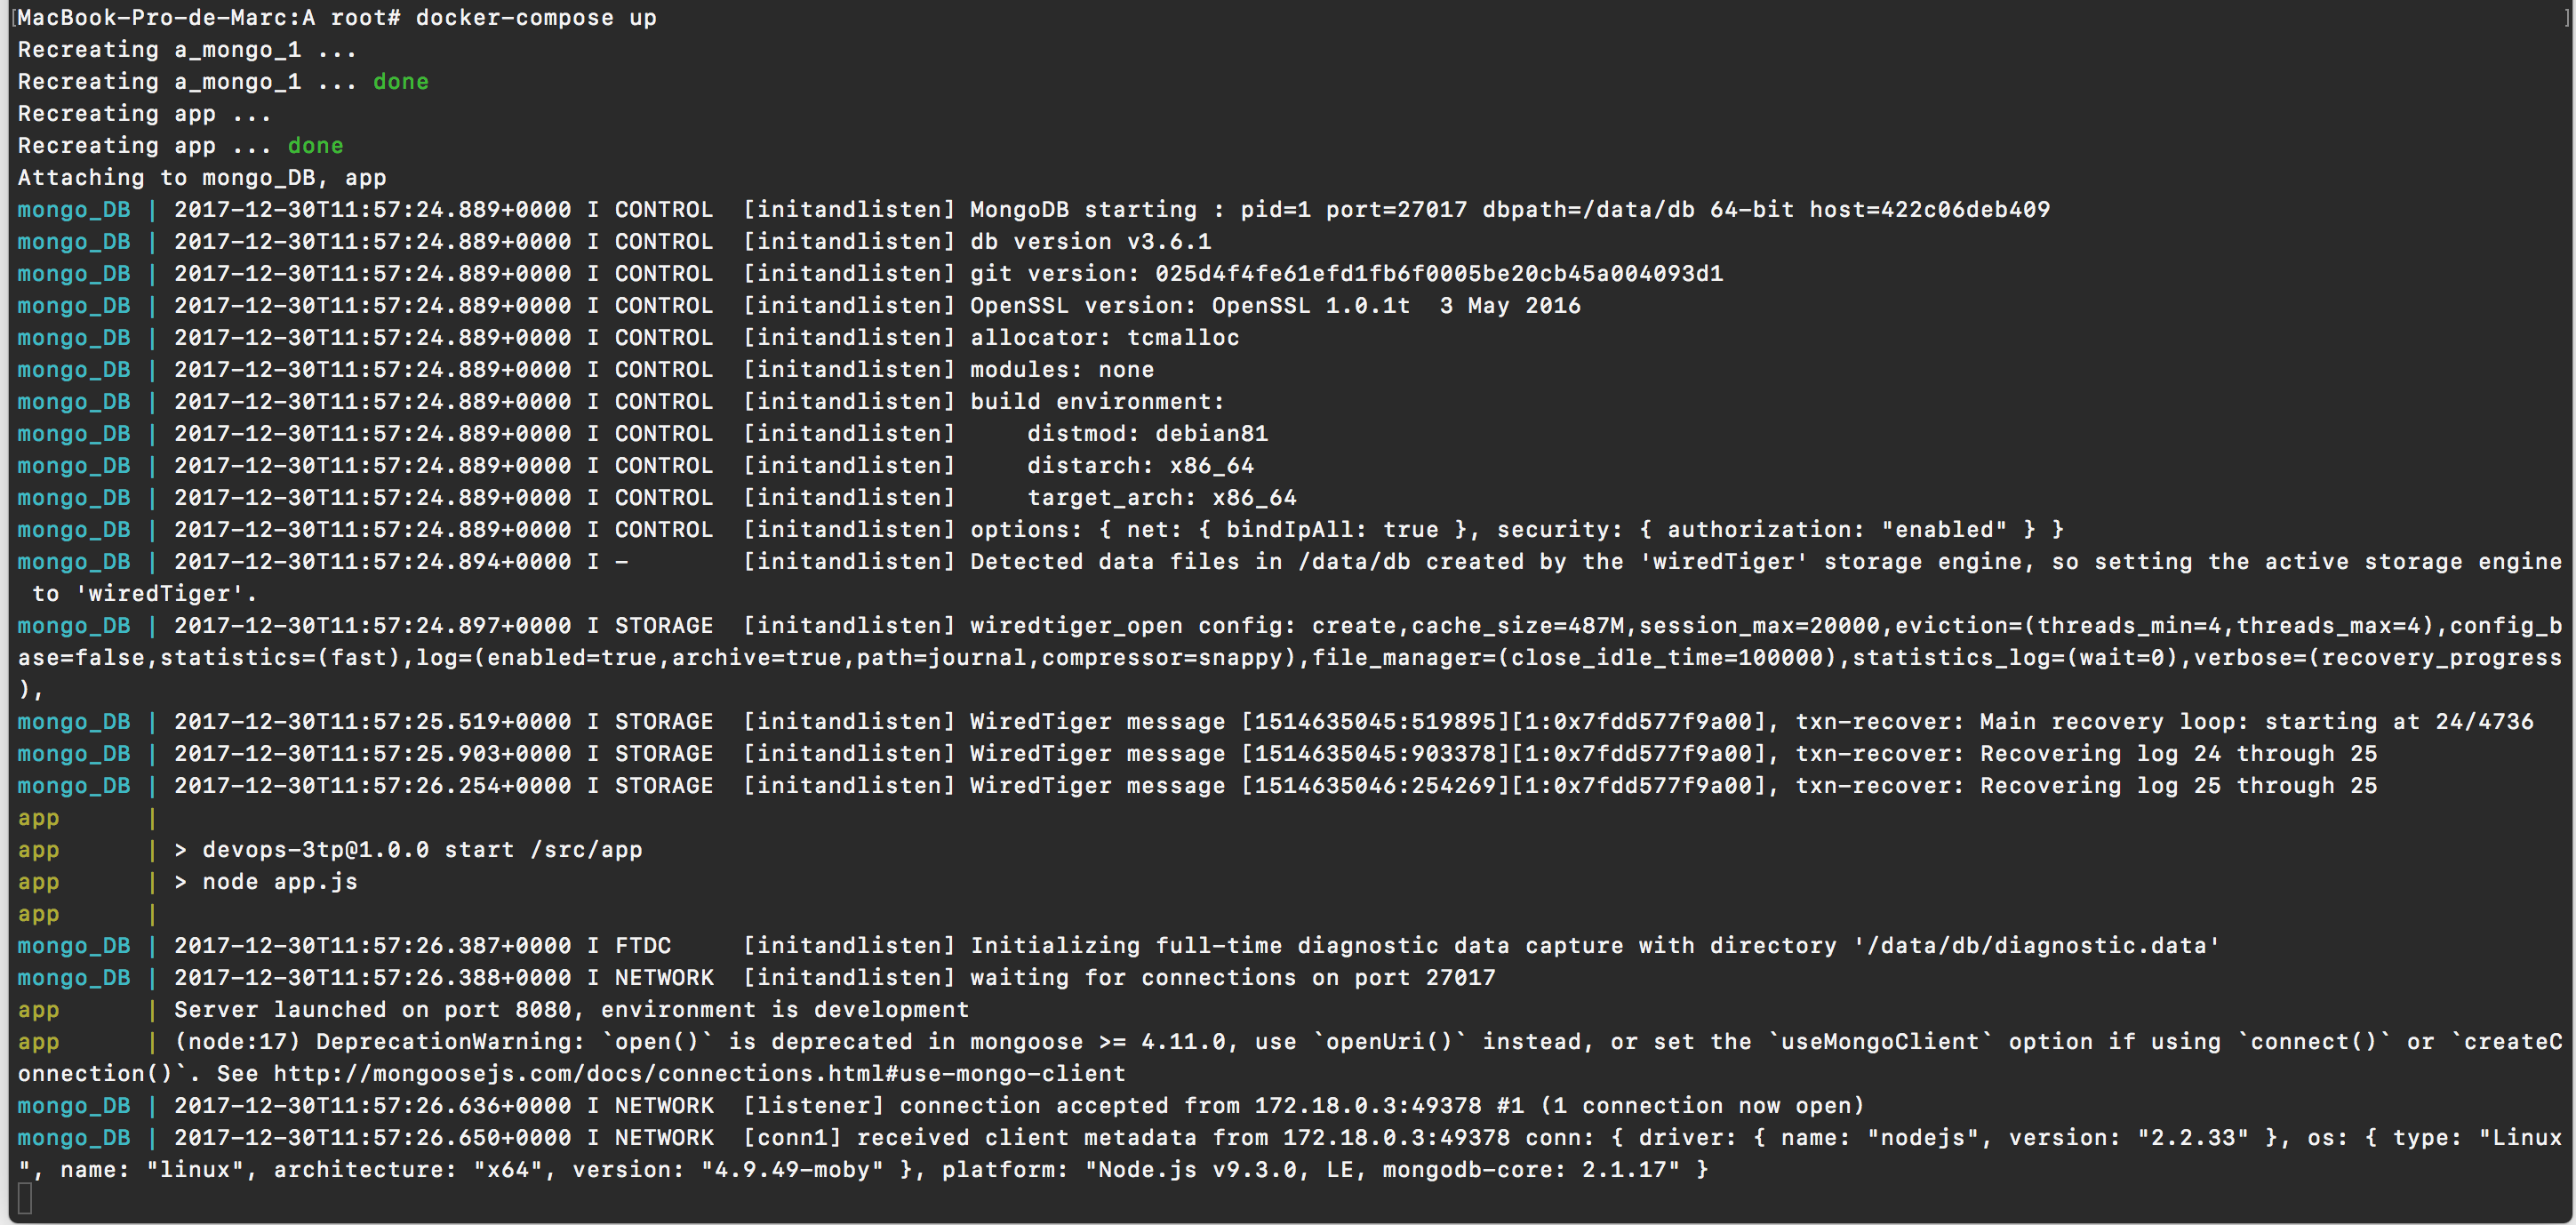 [MacBook-Pro-de-Marc:A root# docker-compose up ]
Recreating a_mongo_1 ...
Recreating a_mongo_1 ... done
Recreating app ...
Recreating app ... done
Attaching to mongo_DB, app
mongo_DB | 2017-12-30T11:57:24.889+0000 I CONTROL  [initandlisten] MongoDB starting : pid=1 port=27017 dbpath=/data/db 64-bit host=422c06deb409
mongo_DB | 2017-12-30T11:57:24.889+0000 I CONTROL  [initandlisten] db version v3.6.1
mongo_DB | 2017-12-30T11:57:24.889+0000 I CONTROL  [initandlisten] git version: 025d4f4fe61efd1fb6f0005be20cb45a004093d1
mongo_DB | 2017-12-30T11:57:24.889+0000 I CONTROL  [initandlisten] OpenSSL version: OpenSSL 1.0.1t  3 May 2016
mongo_DB | 2017-12-30T11:57:24.889+0000 I CONTROL  [initandlisten] allocator: tcmalloc
mongo_DB | 2017-12-30T11:57:24.889+0000 I CONTROL  [initandlisten] modules: none
mongo_DB | 2017-12-30T11:57:24.889+0000 I CONTROL  [initandlisten] build environment:
mongo_DB | 2017-12-30T11:57:24.889+0000 I CONTROL  [initandlisten]     distmod: debian81
mongo_DB | 2017-12-30T11:57:24.889+0000 I CONTROL  [initandlisten]     distarch: x86_64
mongo_DB | 2017-12-30T11:57:24.889+0000 I CONTROL  [initandlisten]     target_arch: x86_64
mongo_DB | 2017-12-30T11:57:24.889+0000 I CONTROL  [initandlisten] options: { net: { bindIpAll: true }, security: { authorization: "enabled" } }
mongo_DB | 2017-12-30T11:57:24.894+0000 I -        [initandlisten] Detected data files in /data/db created by the 'wiredTiger' storage engine, so setting the active storage engine
 to 'wiredTiger'.
mongo_DB | 2017-12-30T11:57:24.897+0000 I STORAGE  [initandlisten] wiredtiger_open config: create,cache_size=487M,session_max=20000,eviction=(threads_min=4,threads_max=4),config_b
ase=false,statistics=(fast),log=(enabled=true,archive=true,path=journal,compressor=snappy),file_manager=(close_idle_time=100000),statistics_log=(wait=0),verbose=(recovery_progress
),
mongo_DB | 2017-12-30T11:57:25.519+0000 I STORAGE  [initandlisten] WiredTiger message [1514635045:519895][1:0x7fdd577f9a00], txn-recover: Main recovery loop: starting at 24/4736
mongo_DB | 2017-12-30T11:57:25.903+0000 I STORAGE  [initandlisten] WiredTiger message [1514635045:903378][1:0x7fdd577f9a00], txn-recover: Recovering log 24 through 25
mongo_DB | 2017-12-30T11:57:26.254+0000 I STORAGE  [initandlisten] WiredTiger message [1514635046:254269][1:0x7fdd577f9a00], txn-recover: Recovering log 25 through 25
app      |
app      | > devops-3tp@1.0.0 start /src/app
app      | > node app.js
app      |
mongo_DB | 2017-12-30T11:57:26.387+0000 I FTDC     [initandlisten] Initializing full-time diagnostic data capture with directory '/data/db/diagnostic.data'
mongo_DB | 2017-12-30T11:57:26.388+0000 I NETWORK  [initandlisten] waiting for connections on port 27017
app      | Server launched on port 8080, environment is development
app      | (node:17) DeprecationWarning: `open()` is deprecated in mongoose >= 4.11.0, use `openUri()` instead, or set the `useMongoClient` option if using `connect()` or `createC
onnection()`. See http://mongoosejs.com/docs/connections.html#use-mongo-client
mongo_DB | 2017-12-30T11:57:26.636+0000 I NETWORK  [listener] connection accepted from 172.18.0.3:49378 #1 (1 connection now open)
mongo_DB | 2017-12-30T11:57:26.650+0000 I NETWORK  [conn1] received client metadata from 172.18.0.3:49378 conn: { driver: { name: "nodejs", version: "2.2.33" }, os: { type: "Linux
", name: "linux", architecture: "x64", version: "4.9.49-moby" }, platform: "Node.js v9.3.0, LE, mongodb-core: 2.1.17" }